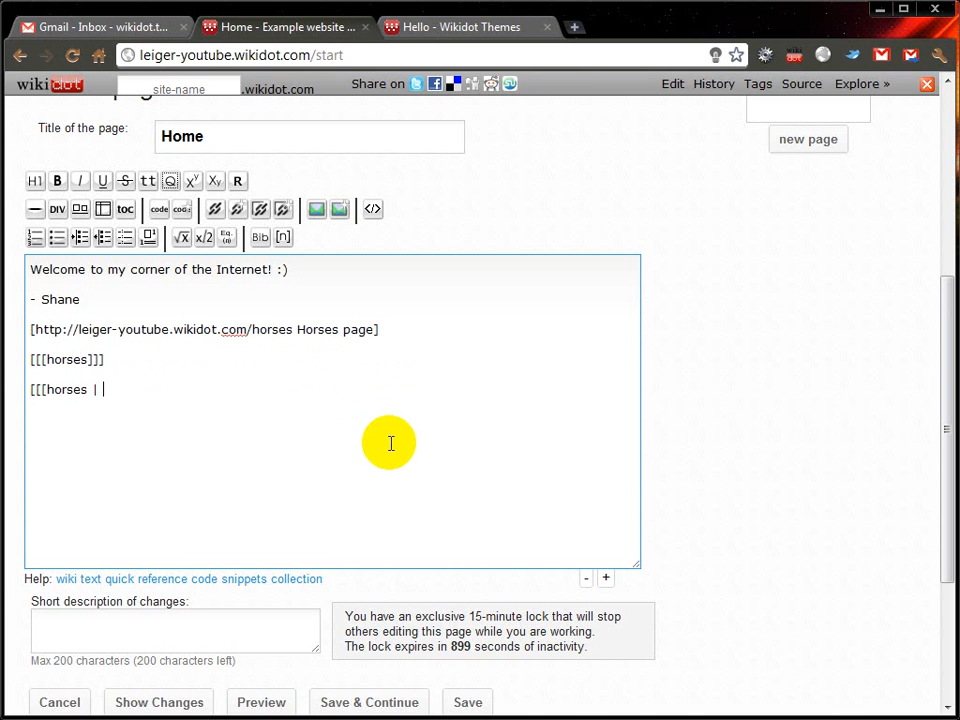 Gmail - Inbox - wikidot.t...
Home - Example website ...
Hello - Wikidot Themes
leiger-youtube.wikidot.com/start
wikidot
site-name
.wikidot.com
Share on
Edit
History
Tags
Source
Explore »
Title of the page:
Home
new page
H1 B I U S tt Q X^y X_y R
DIV toc code </>
√x x/2 Eq. (n) Bib [n]
Welcome to my corner of the Internet! :)
- Shane
[http://leiger-youtube.wikidot.com/horses Horses page]
[[[horses]]]
[[[horses |
Help: wiki text quick reference code snippets collection
- +
Short description of changes:
Max 200 characters (200 characters left)
You have an exclusive 15-minute lock that will stop
others editing this page while you are working.
The lock expires in 899 seconds of inactivity.
Cancel
Show Changes
Preview
Save & Continue
Save